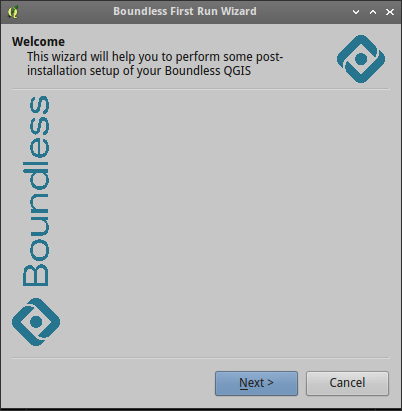 Boundless First Run Wizard
Welcome
This wizard will help you to perform some post-
installation setup of your Boundless QGIS
Boundless
Next >
Cancel